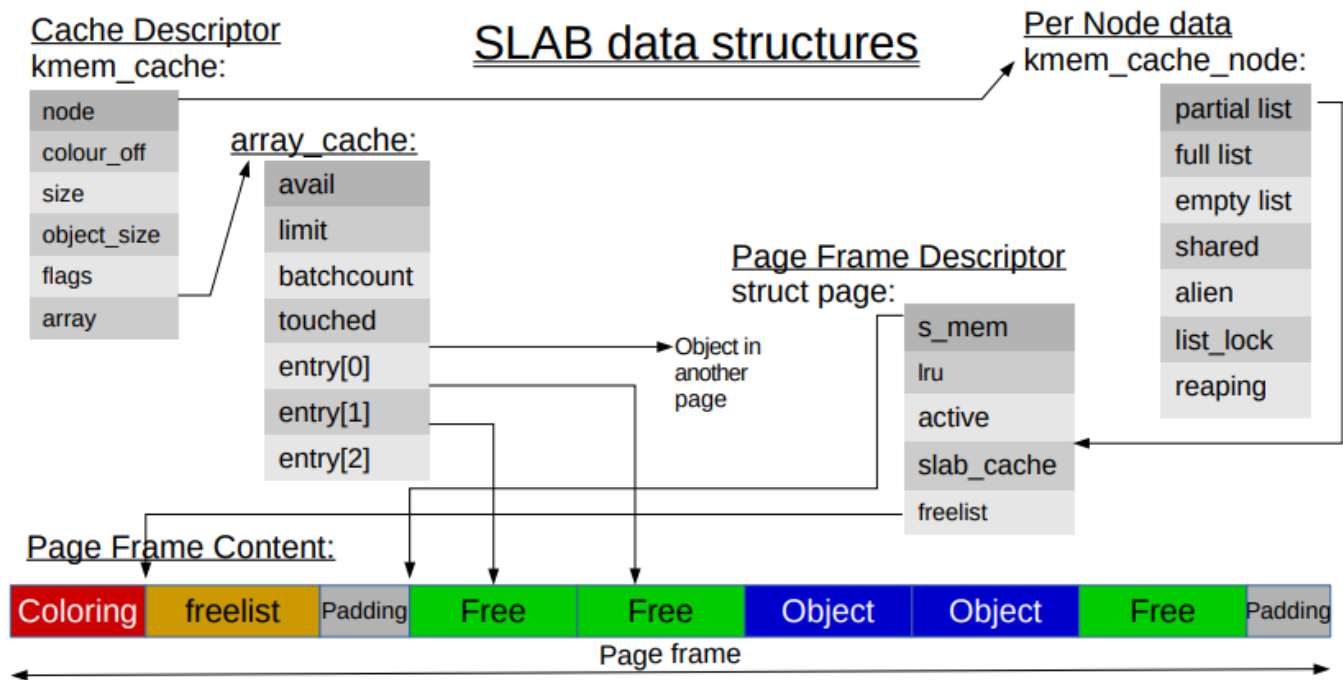 SLAB data structures
Cache Descriptor
kmem_cache:
node
colour_off
size
object_size
flags
array
array_cache:
avail
limit
batchcount
touched
entry[0]
entry[1]
entry[2]
Object in
another
page
Per Node data
kmem_cache_node:
partial list
full list
empty list
shared
alien
list_lock
reaping
Page Frame Descriptor
struct page:
s_mem
lru
active
slab_cache
freelist
Page Frame Content:
Coloring freelist Padding Free Free Object Object Free Padding
Page frame